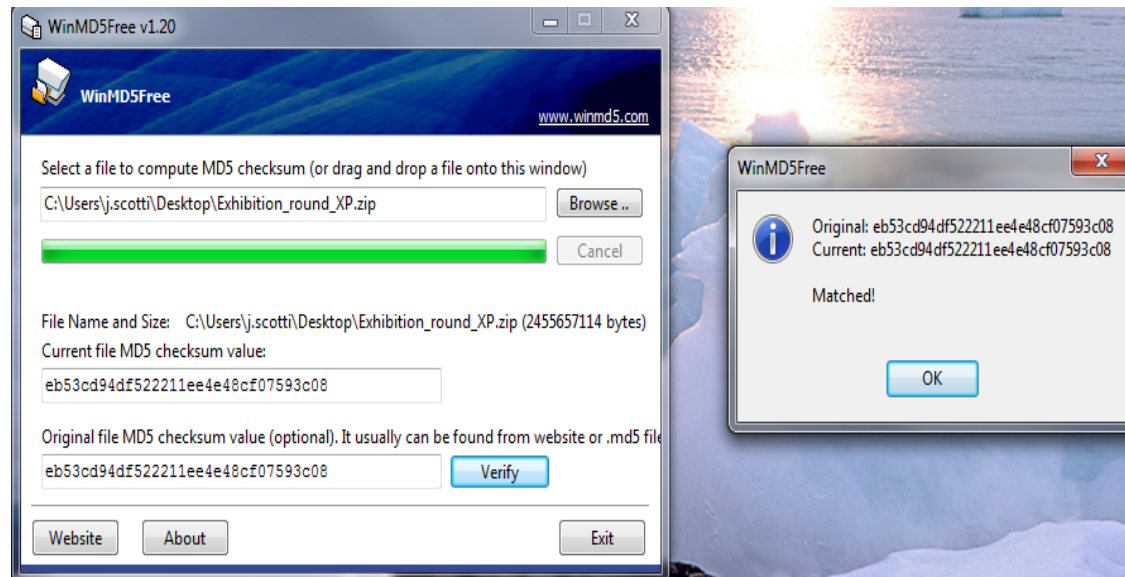 WinMD5Free v1.20
WinMD5Free
www.winmd5.com
Select a file to compute MD5 checksum (or drag and drop a file onto this window)
C:\Users\j.scotti\Desktop\Exhibition_round_XP.zip
Browse ..
Cancel
File Name and Size: C:\Users\j.scotti\Desktop\Exhibition_round_XP.zip (2455657114 bytes)
Current file MD5 checksum value:
eb53cd94df522211ee4e48cf07593c08
Original file MD5 checksum value (optional). It usually can be found from website or .md5 file
eb53cd94df522211ee4e48cf07593c08
Verify
Website
About
Exit
WinMD5Free
Original: eb53cd94df522211ee4e48cf07593c08
Current: eb53cd94df522211ee4e48cf07593c08
Matched!
OK